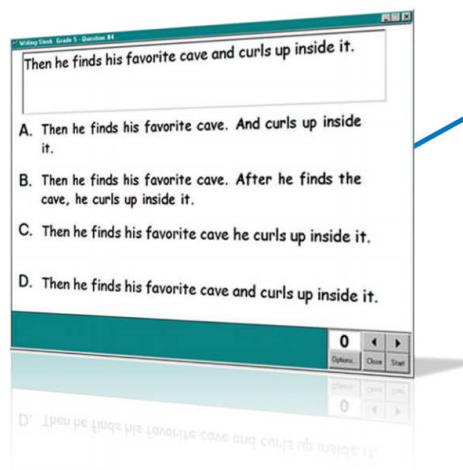 Grade 5 - Question #4
Then he finds his favorite cave and curls up inside it.
A. Then he finds his favorite cave. And curls up inside
it.
B. Then he finds his favorite cave. After he finds the
cave, he curls up inside it.
C. Then he finds his favorite cave he curls up inside it.
D. Then he finds his favorite cave and curls up inside it.
0
Options... Close Start